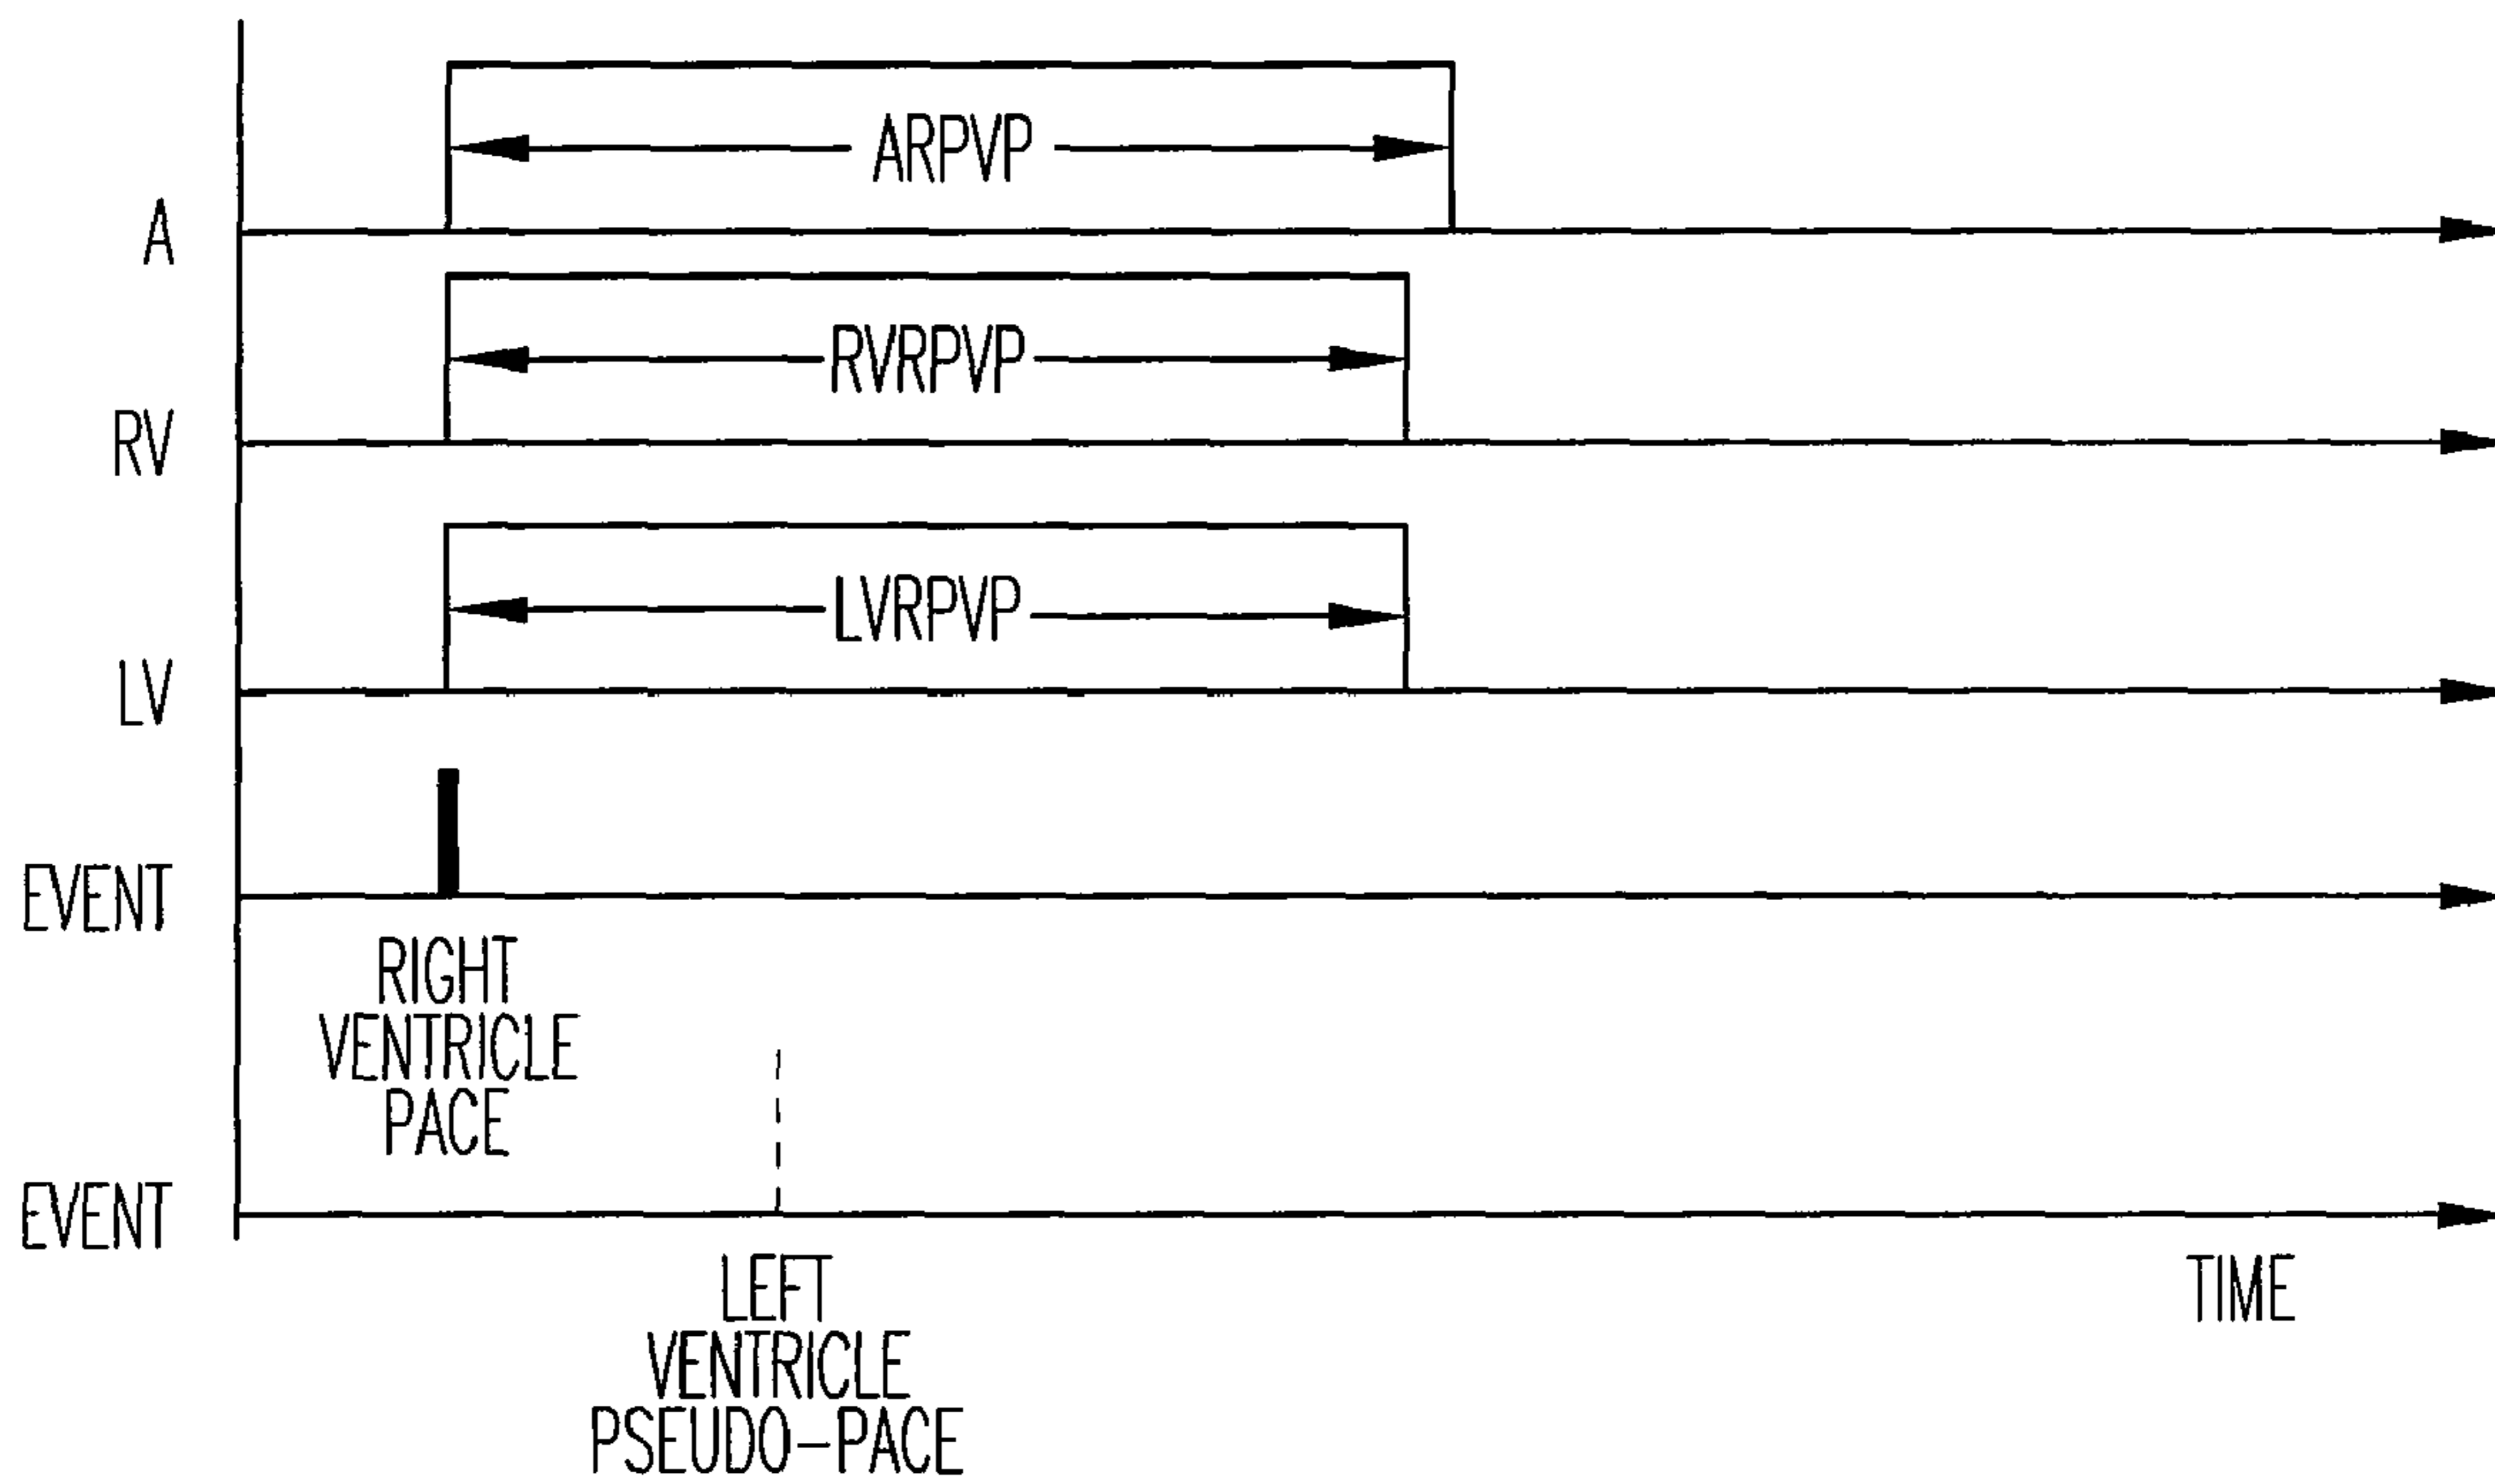 ARPVP
A
RVRPVP
RV
LVRPVP
LV
EVENT
RIGHT
VENTRICLE
PACE
EVENT
LEFT
VENTRICLE
PSEUDO-PACE
TIME